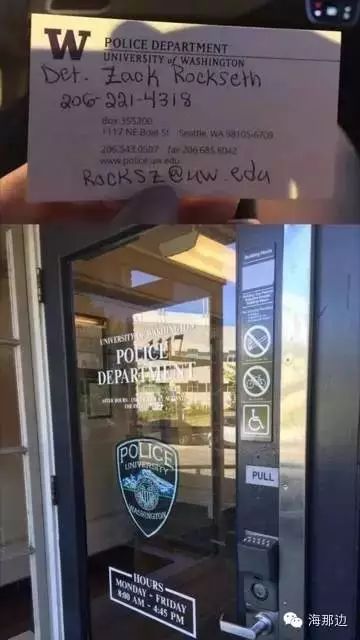 W
POLICE DEPARTMENT
UNIVERSITY of WASHINGTON
Det. Zack Rockseth
206-221-4318
Box 355200
1117 NE Boat St Seattle, WA 98105-6709
206.543.0507 fax 206.685.8042
www.police.uw.edu
Rocksz@uw.edu
UNIVERSITY OF WASHINGTON
POLICE
DEPARTMENT
POLICE
UNIVERSITY
WASHINGTON
PULL
HOURS
MONDAY - FRIDAY
8:00 AM - 4:45 PM
海那边